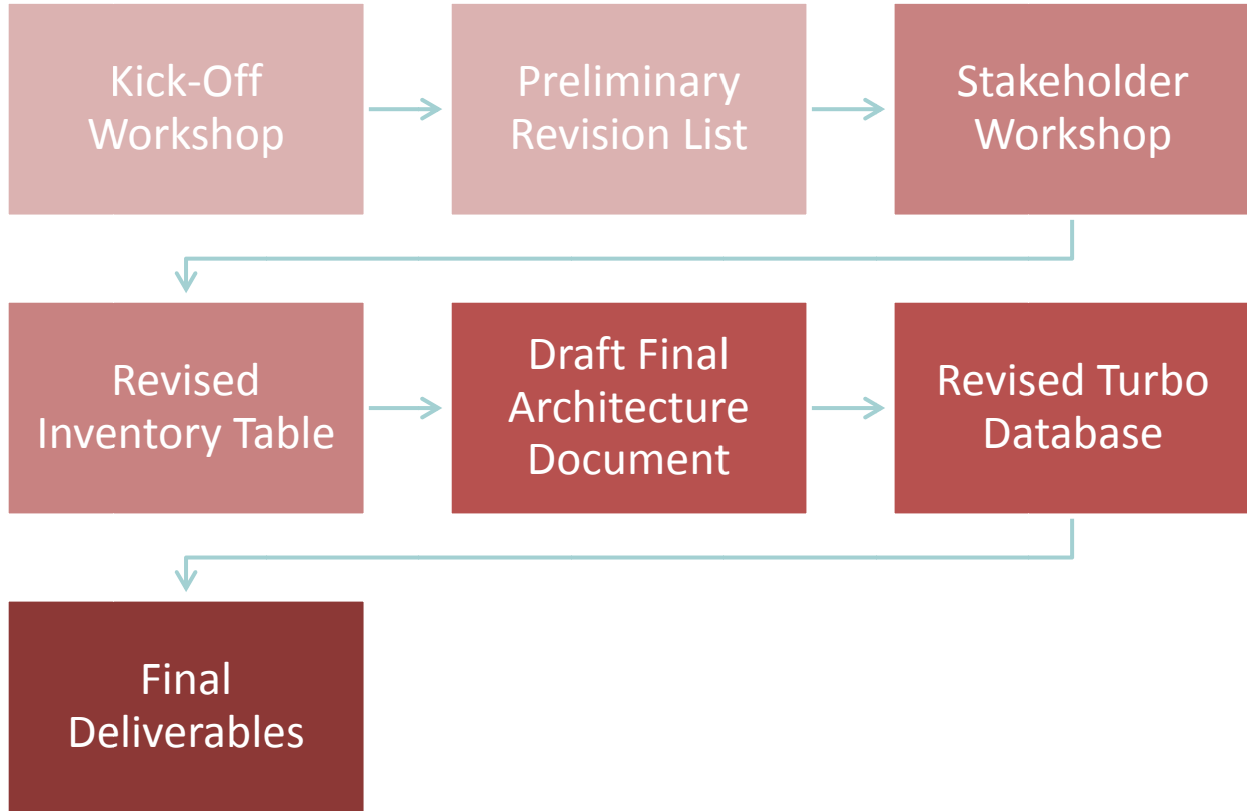 Kick-Off
Workshop
Preliminary
Revision List
Stakeholder
Workshop
Revised
Inventory Table
Draft Final
Architecture
Document
Revised Turbo
Database
Final
Deliverables